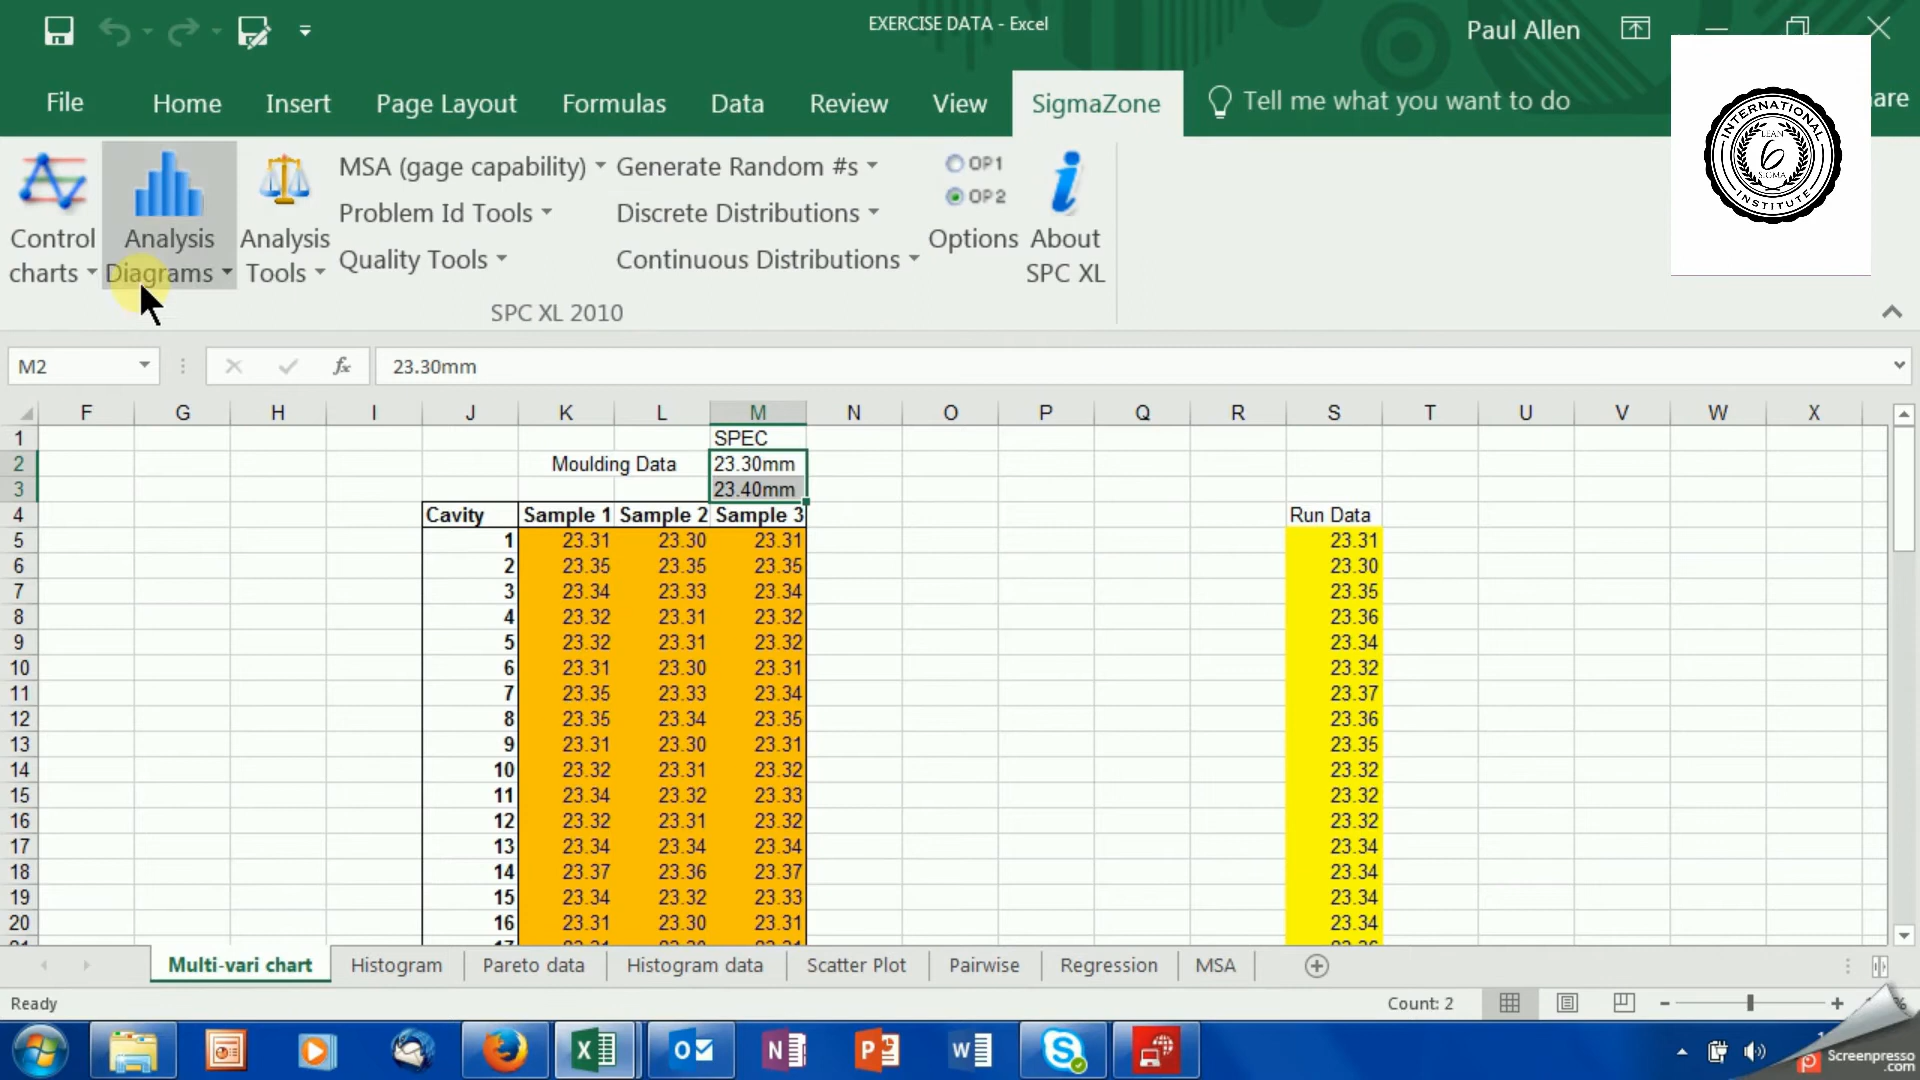 EXERCISE DATA - Excel
Paul Allen
File Home Insert Page Layout Formulas Data Review View SigmaZone Tell me what you want to do are
INTERNATIONAL
LEAN
6
SIGMA
INSTITUTE
Control charts
Analysis Diagrams
Analysis Tools
MSA (gage capability)
Problem Id Tools
Quality Tools
Generate Random #s
Discrete Distributions
Continuous Distributions
OP1
OP2
Options
About SPC XL
SPC XL 2010
M2 fx 23.30mm
F G H I J K L M N O P Q R S T U V W X
1 SPEC
2 Moulding Data 23.30mm
3 23.40mm
4 Cavity Sample 1 Sample 2 Sample 3 Run Data
5 1 23.31 23.30 23.31 23.31
6 2 23.35 23.35 23.35 23.30
7 3 23.34 23.33 23.34 23.35
8 4 23.32 23.31 23.32 23.36
9 5 23.32 23.31 23.32 23.34
10 6 23.31 23.30 23.31 23.32
11 7 23.35 23.33 23.34 23.37
12 8 23.35 23.34 23.35 23.36
13 9 23.31 23.30 23.31 23.35
14 10 23.32 23.31 23.32 23.32
15 11 23.34 23.32 23.33 23.32
16 12 23.32 23.31 23.32 23.32
17 13 23.34 23.34 23.34 23.34
18 14 23.37 23.36 23.37 23.34
19 15 23.34 23.32 23.33 23.34
20 16 23.31 23.30 23.31 23.34
Multi-vari chart Histogram Pareto data Histogram data Scatter Plot Pairwise Regression MSA
Ready Count: 2
Screenpresso
.com